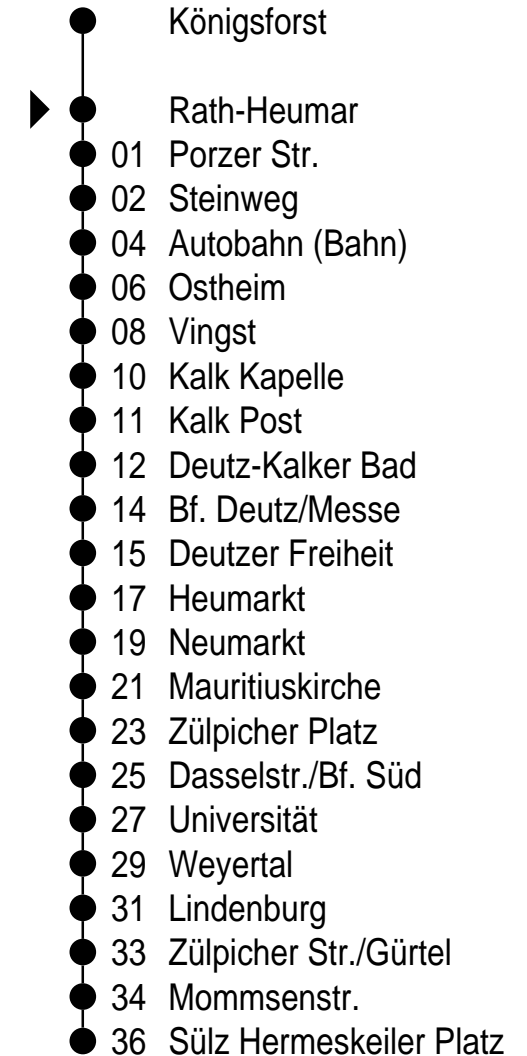 Königsforst
Rath-Heumar
01 Porzer Str.
02 Steinweg
04 Autobahn (Bahn)
06 Ostheim
08 Vingst
10 Kalk Kapelle
11 Kalk Post
12 Deutz-Kalker Bad
14 Bf. Deutz/Messe
15 Deutzer Freiheit
17 Heumarkt
19 Neumarkt
21 Mauritiuskirche
23 Zülpicher Platz
25 Dasselstr./Bf. Süd
27 Universität
29 Weyertal
31 Lindenburg
33 Zülpicher Str./Gürtel
34 Mommsenstr.
36 Sülz Hermeskeiler Platz